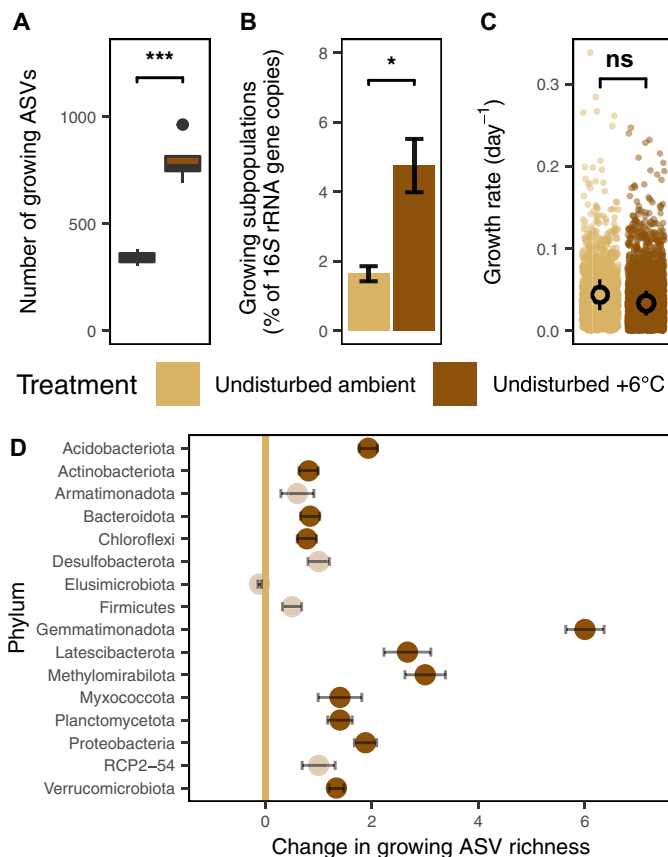 A
B
C
Number of growing ASVs
1000
500
0
***
Growing subpopulations
(% of 16S rRNA gene copies)
8
6
4
2
0
*
Growth rate (day⁻¹)
0.3
0.2
0.1
0.0
ns
Treatment
Undisturbed ambient
Undisturbed +6°C
D
Phylum
Acidobacteriota
Actinobacteriota
Armatimonadota
Bacteroidota
Chloroflexi
Desulfobacterota
Elusimicrobiota
Firmicutes
Gemmatimonadota
Latescibacterota
Methylomirabilota
Myxococcota
Planctomycetota
Proteobacteria
RCP2−54
Verrucomicrobiota
0 2 4 6
Change in growing ASV richness